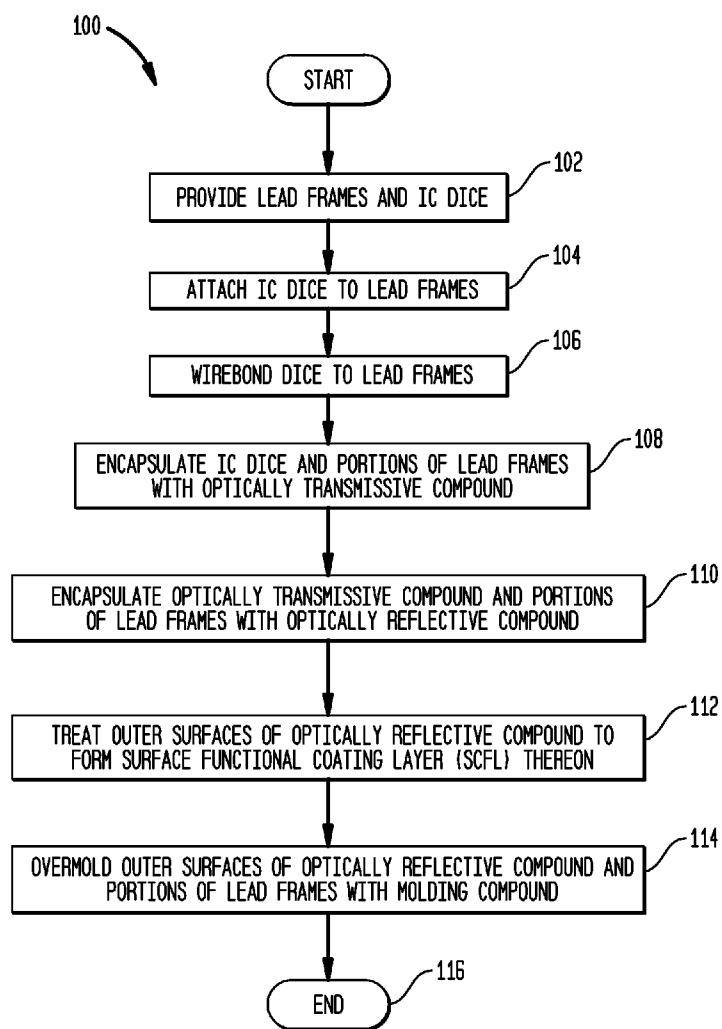 100
START
PROVIDE LEAD FRAMES AND IC DICE
102
ATTACH IC DICE TO LEAD FRAMES
104
WIREBOND DICE TO LEAD FRAMES
106
ENCAPSULATE IC DICE AND PORTIONS OF LEAD FRAMES
WITH OPTICALLY TRANSMISSIVE COMPOUND
108
ENCAPSULATE OPTICALLY TRANSMISSIVE COMPOUND AND PORTIONS
OF LEAD FRAMES WITH OPTICALLY REFLECTIVE COMPOUND
110
TREAT OUTER SURFACES OF OPTICALLY REFLECTIVE COMPOUND TO
FORM SURFACE FUNCTIONAL COATING LAYER (SCFL) THEREON
112
OVERMOLD OUTER SURFACES OF OPTICALLY REFLECTIVE COMPOUND AND
PORTIONS OF LEAD FRAMES WITH MOLDING COMPOUND
114
END
116